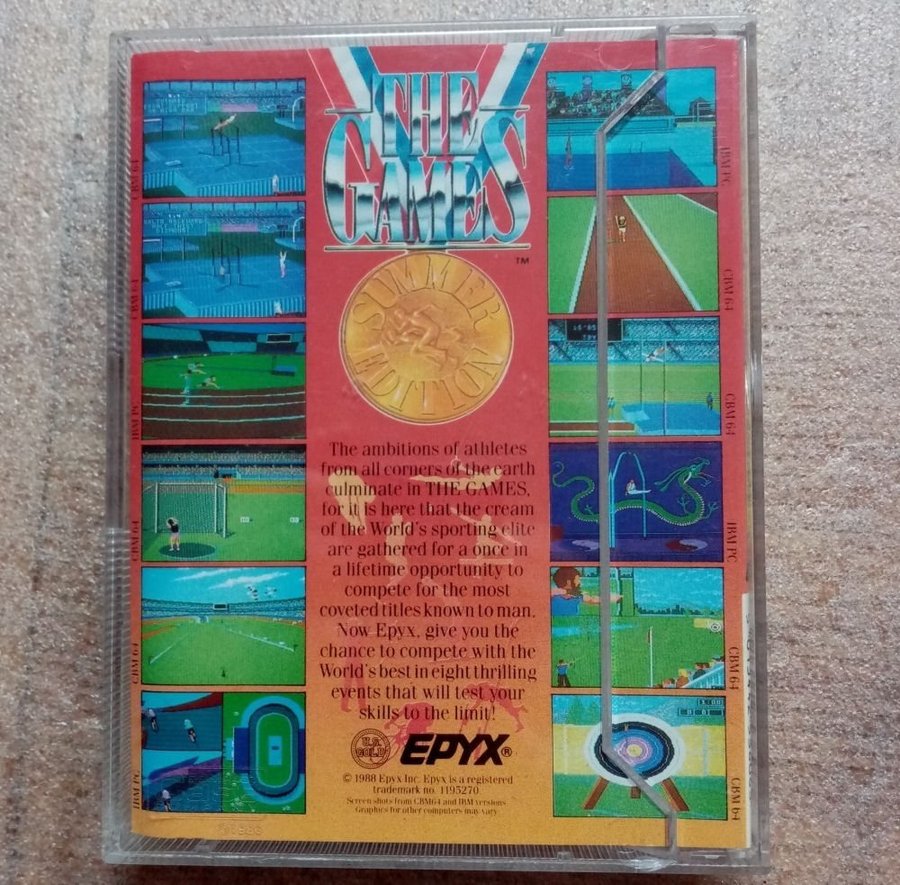 THE
GAMES
TM
SUMMER
EDITION
The ambitions of athletes
from all corners of the earth
culminate in THE GAMES,
for it is here that the cream
of the World's sporting elite
are gathered for a once in
a lifetime opportunity to
compete for the most
coveted titles known to man.
Now Epyx, give you the
chance to compete with the
World's best in eight thrilling
events that will test your
skills to the limit!
U.S.
GOLD
EPYX®
© 1988 Epyx Inc. Epyx is a registered
trademark no. 1195270
Screen shots from CBM64 and IBM versions
Graphics for other computers may vary
CBM 64
CBM 64
IBM PC
CBM 64
CBM 64
IBM PC
IBM PC
CBM 64
CBM 64
IBM PC
CBM 64
CBM 64